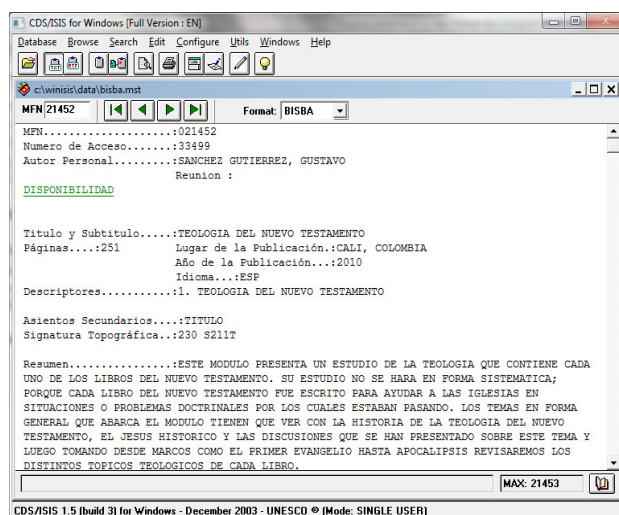 CDS/ISIS for Windows [Full Version : EN]
Database Browse Search Edit Configure Utils Windows Help
c:\winisis\data\bisba.mst
MFN 21452 Format: BISBA
MFN....................:021452
Numero de Acceso.......:33499
Autor Personal.........:SANCHEZ GUTIERREZ, GUSTAVO
Reunion :
DISPONIBILIDAD
Titulo y Subtitulo.....:TEOLOGIA DEL NUEVO TESTAMENTO
Páginas....:251 Lugar de la Publicación.:CALI, COLOMBIA
Año de la Publicación...:2010
Idioma...:ESP
Descriptores...........:1. TEOLOGIA DEL NUEVO TESTAMENTO
Asientos Secundarios....:TITULO
Signatura Topográfica..:230 S211T
Resumen................:ESTE MODULO PRESENTA UN ESTUDIO DE LA TEOLOGIA QUE CONTIENE CADA
UNO DE LOS LIBROS DEL NUEVO TESTAMENTO. SU ESTUDIO NO SE HARA EN FORMA SISTEMATICA;
PORQUE CADA LIBRO DEL NUEVO TESTAMENTO FUE ESCRITO PARA AYUDAR A LAS IGLESIAS EN
SITUACIONES O PROBLEMAS DOCTRINALES POR LOS CUALES ESTABAN PASANDO. LOS TEMAS EN FORMA
GENERAL QUE ABARCA EL MODULO TIENEN QUE VER CON LA HISTORIA DE LA TEOLOGIA DEL NUEVO
TESTAMENTO, EL JESUS HISTORICO Y LAS DISCUSIONES QUE SE HAN PRESENTADO SOBRE ESTE TEMA Y
LUEGO TOMANDO DESDE MARCOS COMO EL PRIMER EVANGELIO HASTA APOCALIPSIS REVISAREMOS LOS
DISTINTOS TOPICOS TEOLOGICOS DE CADA LIBRO.
MAX: 21453
CDS/ISIS 1.5 (build 3) for Windows - December 2003 - UNESCO © (Mode: SINGLE USER)